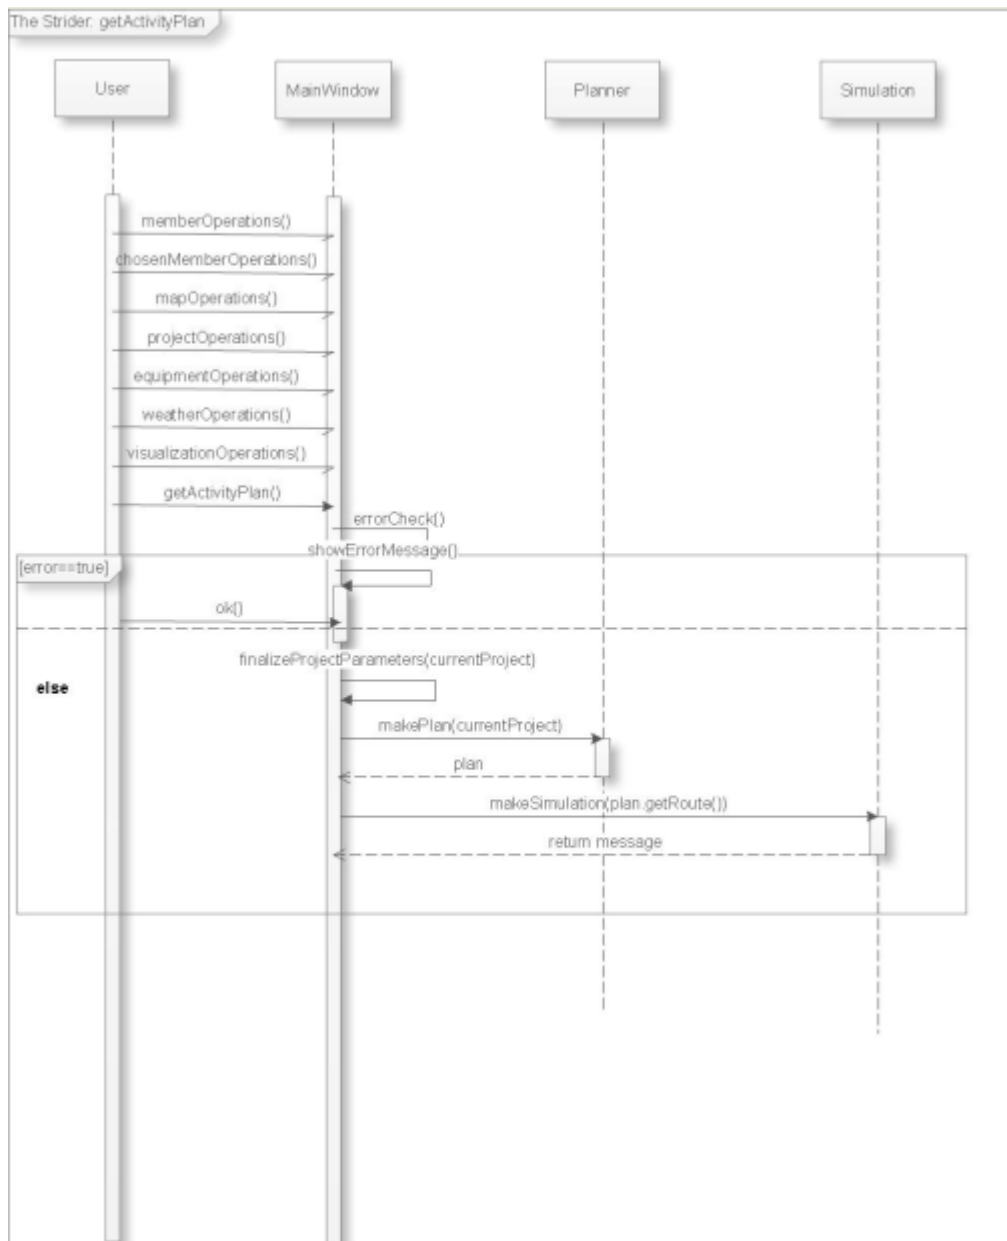 The Strider: getActivityPlan
User
MainWindow
Planner
Simulation
memberOperations()
chosenMemberOperations()
mapOperations()
projectOperations()
equipmentOperations()
weatherOperations()
visualizationOperations()
getActivityPlan()
errorCheck()
showErrorMessage()
[error==true]
ok()
finalizeProjectParameters(currentProject)
else
makePlan(currentProject)
plan
makeSimulation(plan.getRoute())
return message